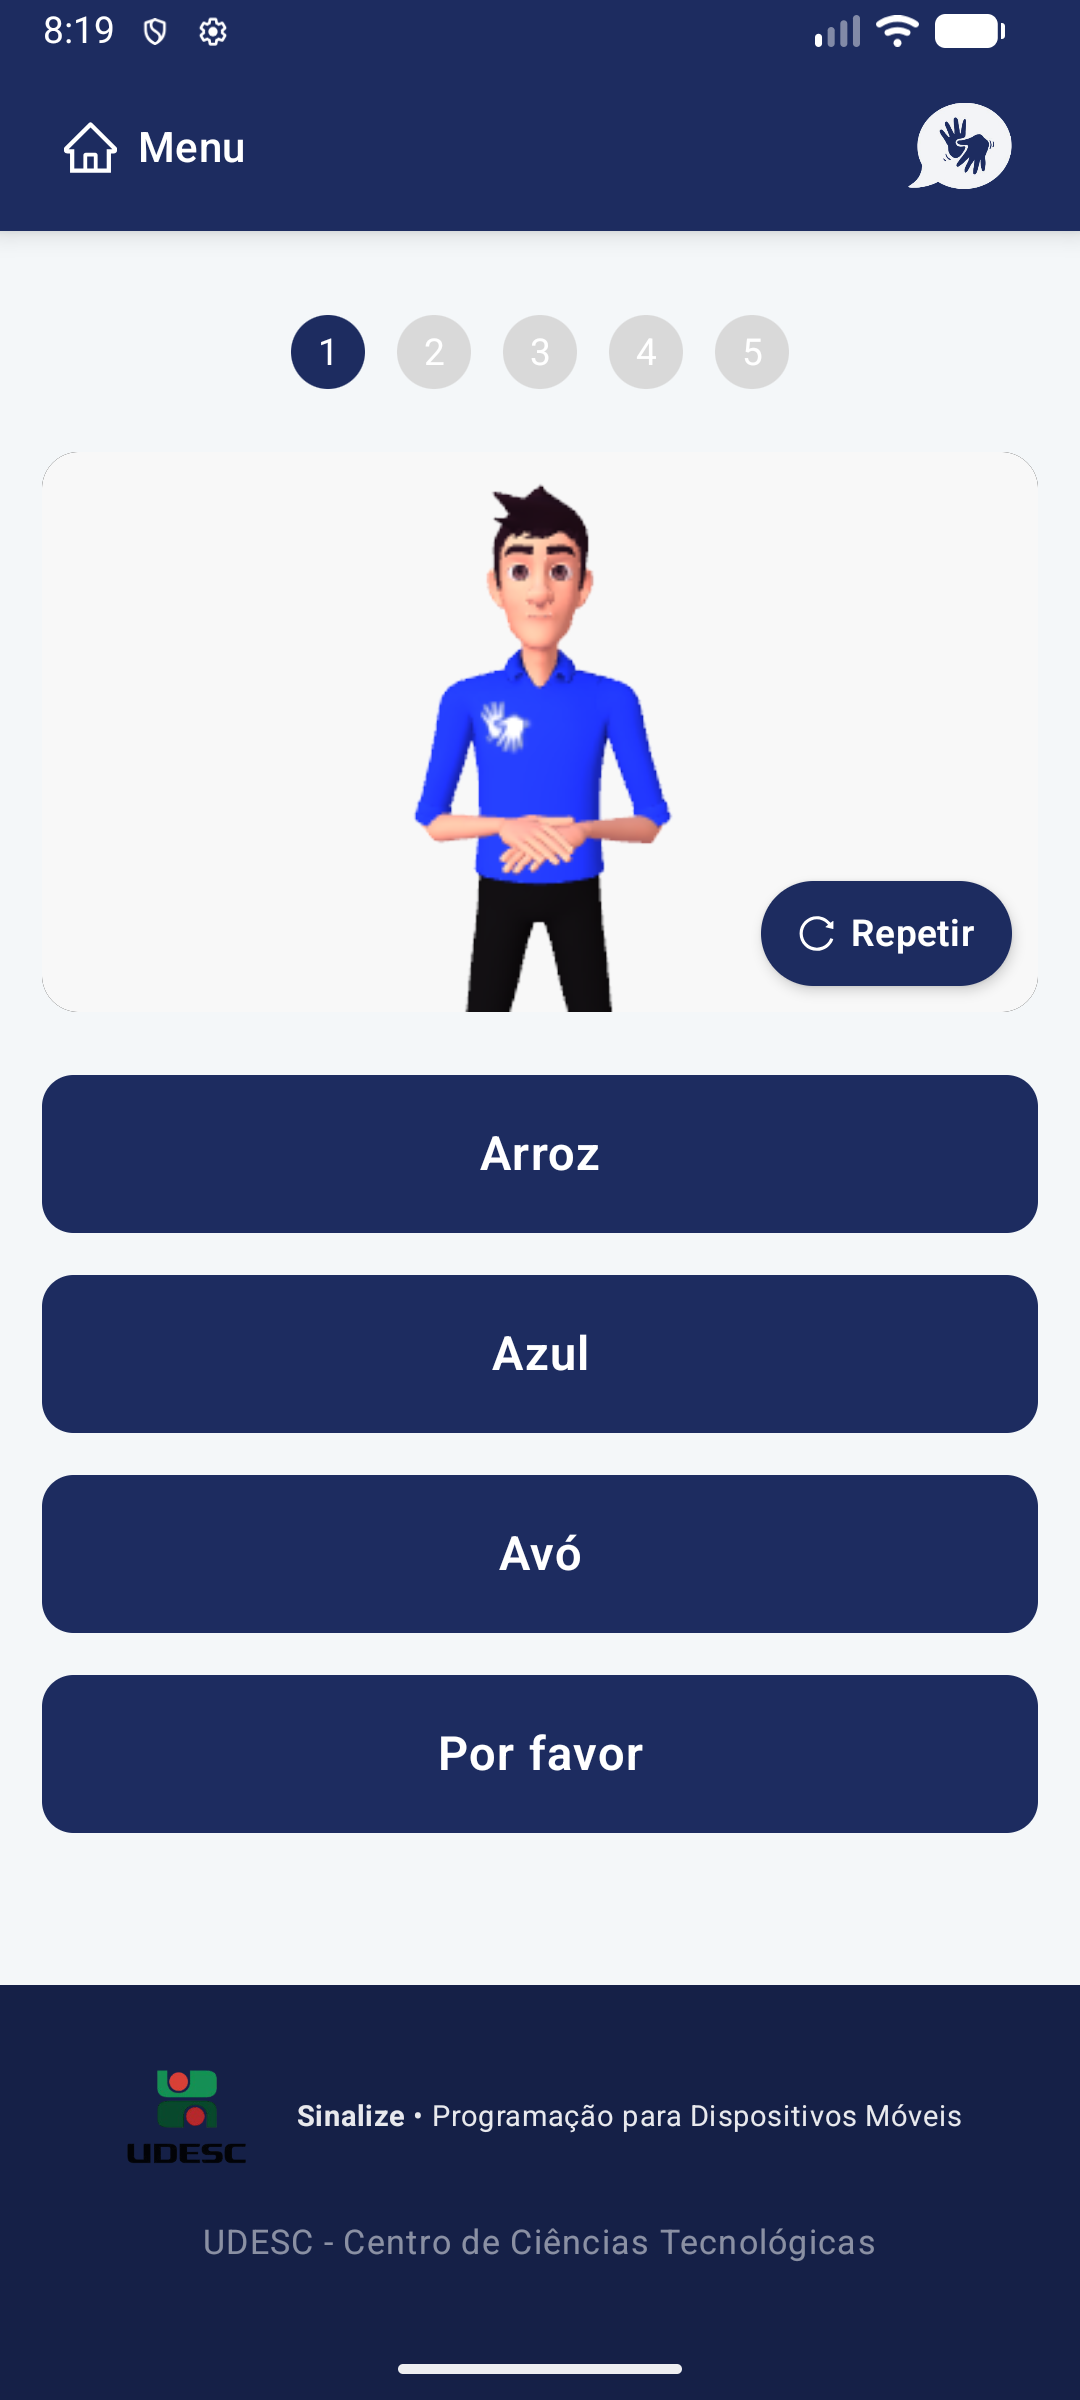 8:19
Menu
1 2 3 4 5
Repetir
Arroz
Azul
Avó
Por favor
UDESC
Sinalize • Programação para Dispositivos Móveis
UDESC - Centro de Ciências Tecnológicas